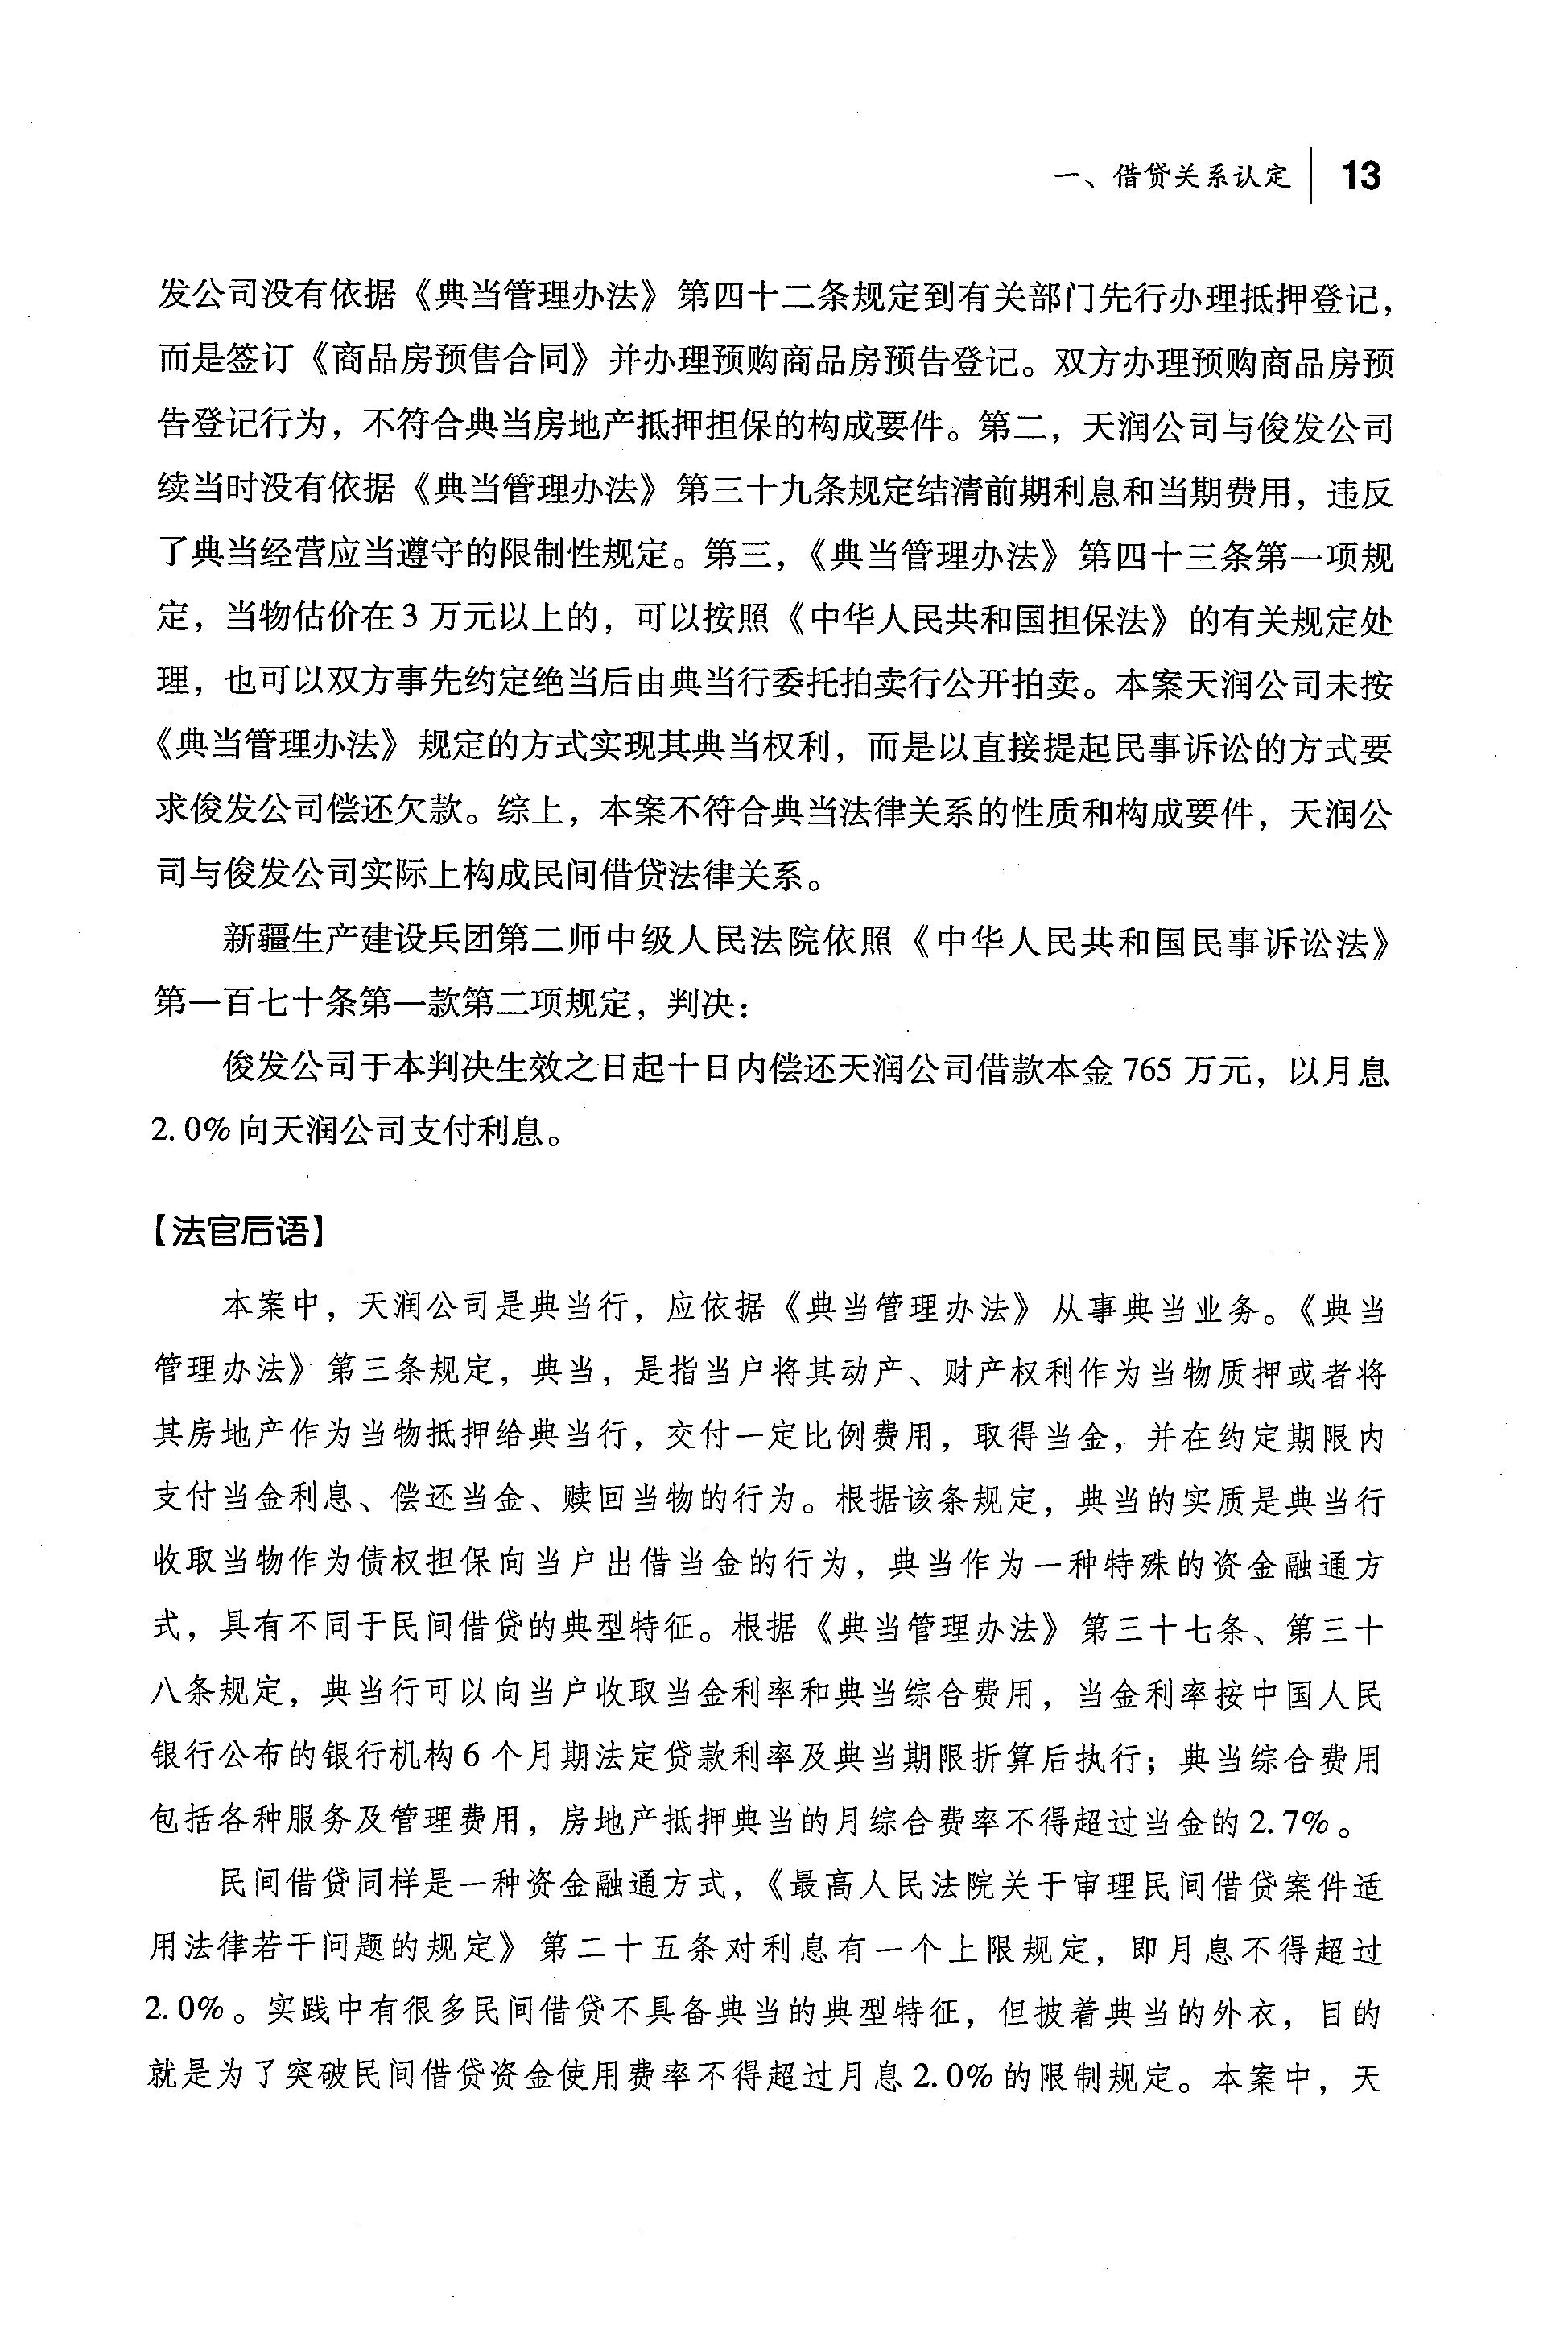 一、借贷关系认定 13
发公司没有依据《典当管理办法》第四十二条规定到有关部门先行办理抵押登记，
而是签订《商品房预售合同》并办理预购商品房预告登记。双方办理预购商品房预
告登记行为，不符合典当房地产抵押担保的构成要件。第二，天润公司与俊发公司
续当时没有依据《典当管理办法》第三十九条规定结清前期利息和当期费用，违反
了典当经营应当遵守的限制性规定。第三，《典当管理办法》第四十三条第一项规
定，当物估价在3万元以上的，可以按照《中华人民共和国担保法》的有关规定处
理，也可以双方事先约定绝当后由典当行委托拍卖行公开拍卖。本案天润公司未按
《典当管理办法》规定的方式实现其典当权利，而是以直接提起民事诉讼的方式要
求俊发公司偿还欠款。综上，本案不符合典当法律关系的性质和构成要件，天润公
司与俊发公司实际上构成民间借贷法律关系。
新疆生产建设兵团第二师中级人民法院依照《中华人民共和国民事诉讼法》
第一百七十条第一款第二项规定，判决：
俊发公司于本判决生效之日起十日内偿还天润公司借款本金765万元，以月息
2.0%向天润公司支付利息。
【法官后语】
本案中，天润公司是典当行，应依据《典当管理办法》从事典当业务。《典当
管理办法》第三条规定，典当，是指当户将其动产、财产权利作为当物质押或者将
其房地产作为当物抵押给典当行，交付一定比例费用，取得当金，并在约定期限内
支付当金利息、偿还当金、赎回当物的行为。根据该条规定，典当的实质是典当行
收取当物作为债权担保向当户出借当金的行为，典当作为一种特殊的资金融通方
式，具有不同于民间借贷的典型特征。根据《典当管理办法》第三十七条、第三十
八条规定，典当行可以向当户收取当金利率和典当综合费用，当金利率按中国人民
银行公布的银行机构6个月期法定贷款利率及典当期限折算后执行；典当综合费用
包括各种服务及管理费用，房地产抵押典当的月综合费率不得超过当金的2.7%。
民间借贷同样是一种资金融通方式，《最高人民法院关于审理民间借贷案件适
用法律若干问题的规定》第二十五条对利息有一个上限规定，即月息不得超过
2.0%。实践中有很多民间借贷不具备典当的典型特征，但披着典当的外衣，目的
就是为了突破民间借贷资金使用费率不得超过月息2.0%的限制规定。本案中，天